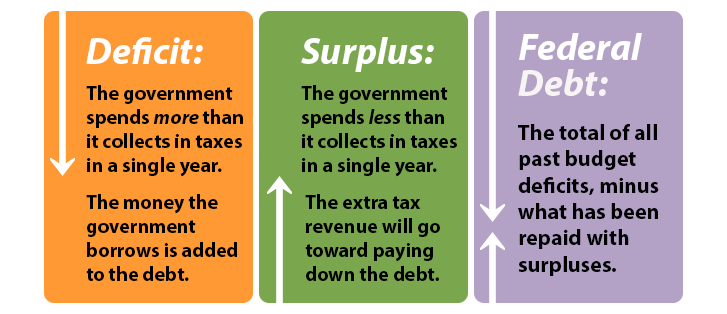 Deficit:
The government
spends more than
it collects in taxes
in a single year.
The money the
government
borrows is added
to the debt.
Surplus:
The government
spends less than
it collects in taxes
in a single year.
The extra tax
revenue will go
toward paying
down the debt.
Federal
Debt:
The total of all
past budget
deficits, minus
what has been
repaid with
surpluses.